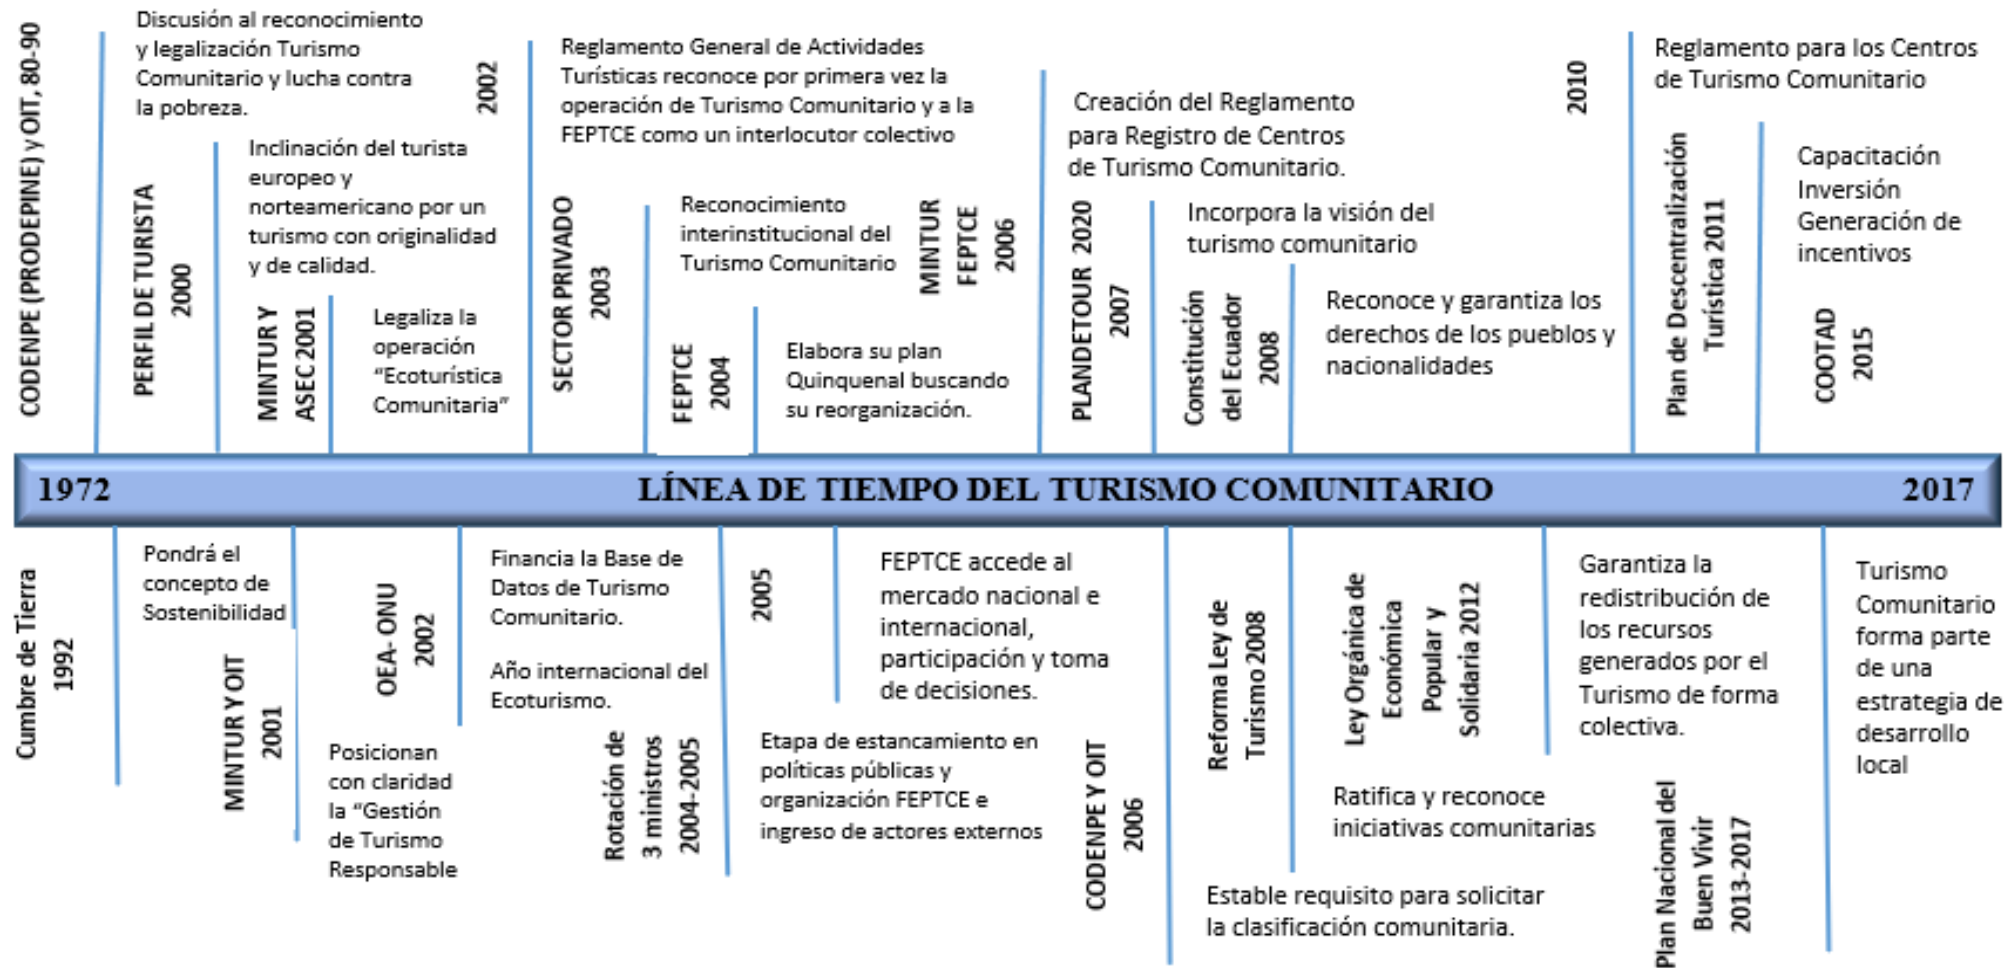 CODENPE (PRODEPINE) y OIT, 80-90
Discusión al reconocimiento
y legalización Turismo
Comunitario y lucha contra
la pobreza.
PERFIL DE TURISTA
2000
Inclinación del turista
europeo y
norteamericano por un
turismo con originalidad
y de calidad.
MINTUR Y
ASEC2001
Legaliza la
operación
“Ecoturística
Comunitaria”
2002
Reglamento General de Actividades
Turísticas reconoce por primera vez la
operación de Turismo Comunitario y a la
FEPTCE como un interlocutor colectivo
SECTOR PRIVADO
2003
Reconocimiento
interinstitucional del
Turismo Comunitario
FEPTCE
2004
Elabora su plan
Quinquenal buscando
su reorganización.
MINTUR
FEPTCE
2006
Creación del Reglamento
para Registro de Centros
de Turismo Comunitario.
PLANDETOUR 2020
2007
Incorpora la visión del
turismo comunitario
Constitución
del Ecuador
2008
Reconoce y garantiza los
derechos de los pueblos y
nacionalidades
2010
Reglamento para los Centros
de Turismo Comunitario
Plan de Descentralización
Turística 2011
Capacitación
Inversión
Generación de
incentivos
COOTAD
2015
1972
LÍNEA DE TIEMPO DEL TURISMO COMUNITARIO
2017
Cumbre de Tierra
1992
Pondrá el
concepto de
Sostenibilidad
MINTUR Y OIT
2001
Posicionan
con claridad
la “Gestión
de Turismo
Responsable
OEA- ONU
2002
Financia la Base de
Datos de Turismo
Comunitario.
Año internacional del
Ecoturismo.
Rotación de
3 ministros
2004-2005
Etapa de estancamiento en
políticas públicas y
organización FEPTCE e
ingreso de actores externos
2005
FEPTCE accede al
mercado nacional e
internacional,
participación y toma
de decisiones.
CODENPE Y OIT
2006
Estable requisito para solicitar
la clasificación comunitaria.
Reforma Ley de
Turismo 2008
Ratifica y reconoce
iniciativas comunitarias
Ley Orgánica de
Económica
Popular y
Solidaria 2012
Garantiza la
redistribución de
los recursos
generados por el
Turismo de forma
colectiva.
Plan Nacional del
Buen Vivir
2013-2017
Turismo
Comunitario
forma parte
de una
estrategia de
desarrollo
local